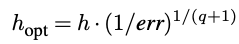 h_opt = h · (1/err)^{1/(q+1)}